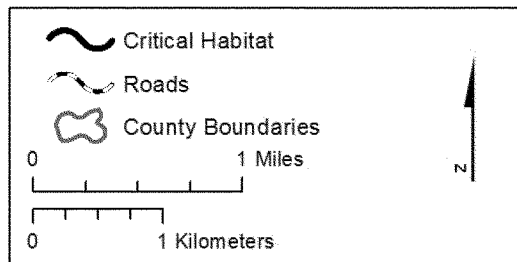 Critical Habitat
Roads
County Boundaries
0 1 Miles
0 1 Kilometers
N